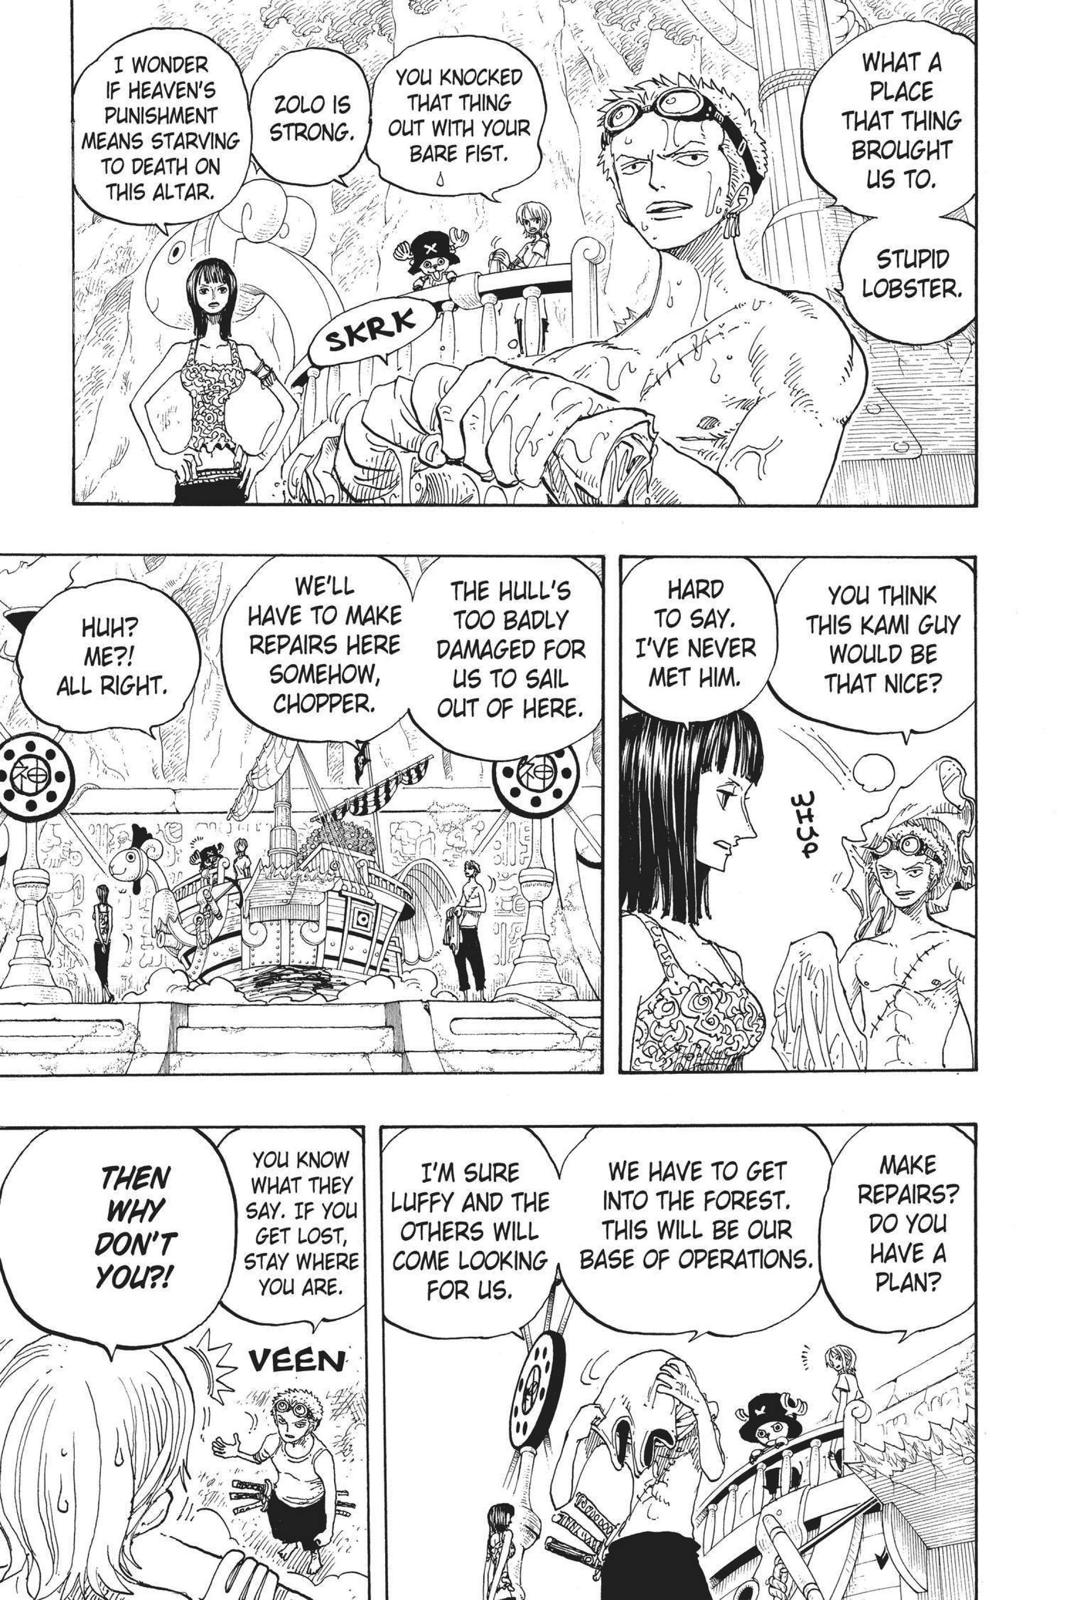 WHAT A
PLACE
THAT THING
BROUGHT
US TO.
STUPID
LOBSTER.
YOU KNOCKED
THAT THING
OUT WITH YOUR
BARE FIST.
ZOLO IS
STRONG.
I WONDER
IF HEAVEN'S
PUNISHMENT
MEANS STARVING
TO DEATH ON
THIS ALTAR.
SKRK
YOU THINK
THIS KAMI GUY
WOULD BE
THAT NICE?
HARD
TO SAY.
I'VE NEVER
MET HIM.
WHUP
THE HULL'S
TOO BADLY
DAMAGED FOR
US TO SAIL
OUT OF HERE.
WE'LL
HAVE TO MAKE
REPAIRS HERE
SOMEHOW,
CHOPPER.
HUH?
ME?!
ALL RIGHT.
神
神
MAKE
REPAIRS?
DO YOU
HAVE A
PLAN?
WE HAVE TO GET
INTO THE FOREST.
THIS WILL BE OUR
BASE OF OPERATIONS.
I'M SURE
LUFFY AND THE
OTHERS WILL
COME LOOKING
FOR US.
神
YOU KNOW
WHAT THEY
SAY. IF YOU
GET LOST,
STAY WHERE
YOU ARE.
THEN
WHY
DON'T
YOU?!
VEEN